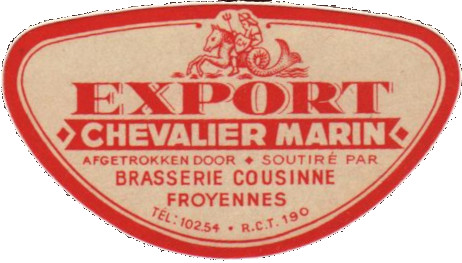 EXPORT
CHEVALIER MARIN
AFGETROKKEN DOOR ✦ SOUTIRÉ PAR
BRASSERIE COUSINNE
FROYENNES
TÉL: 102.54 • R.C.T. 190